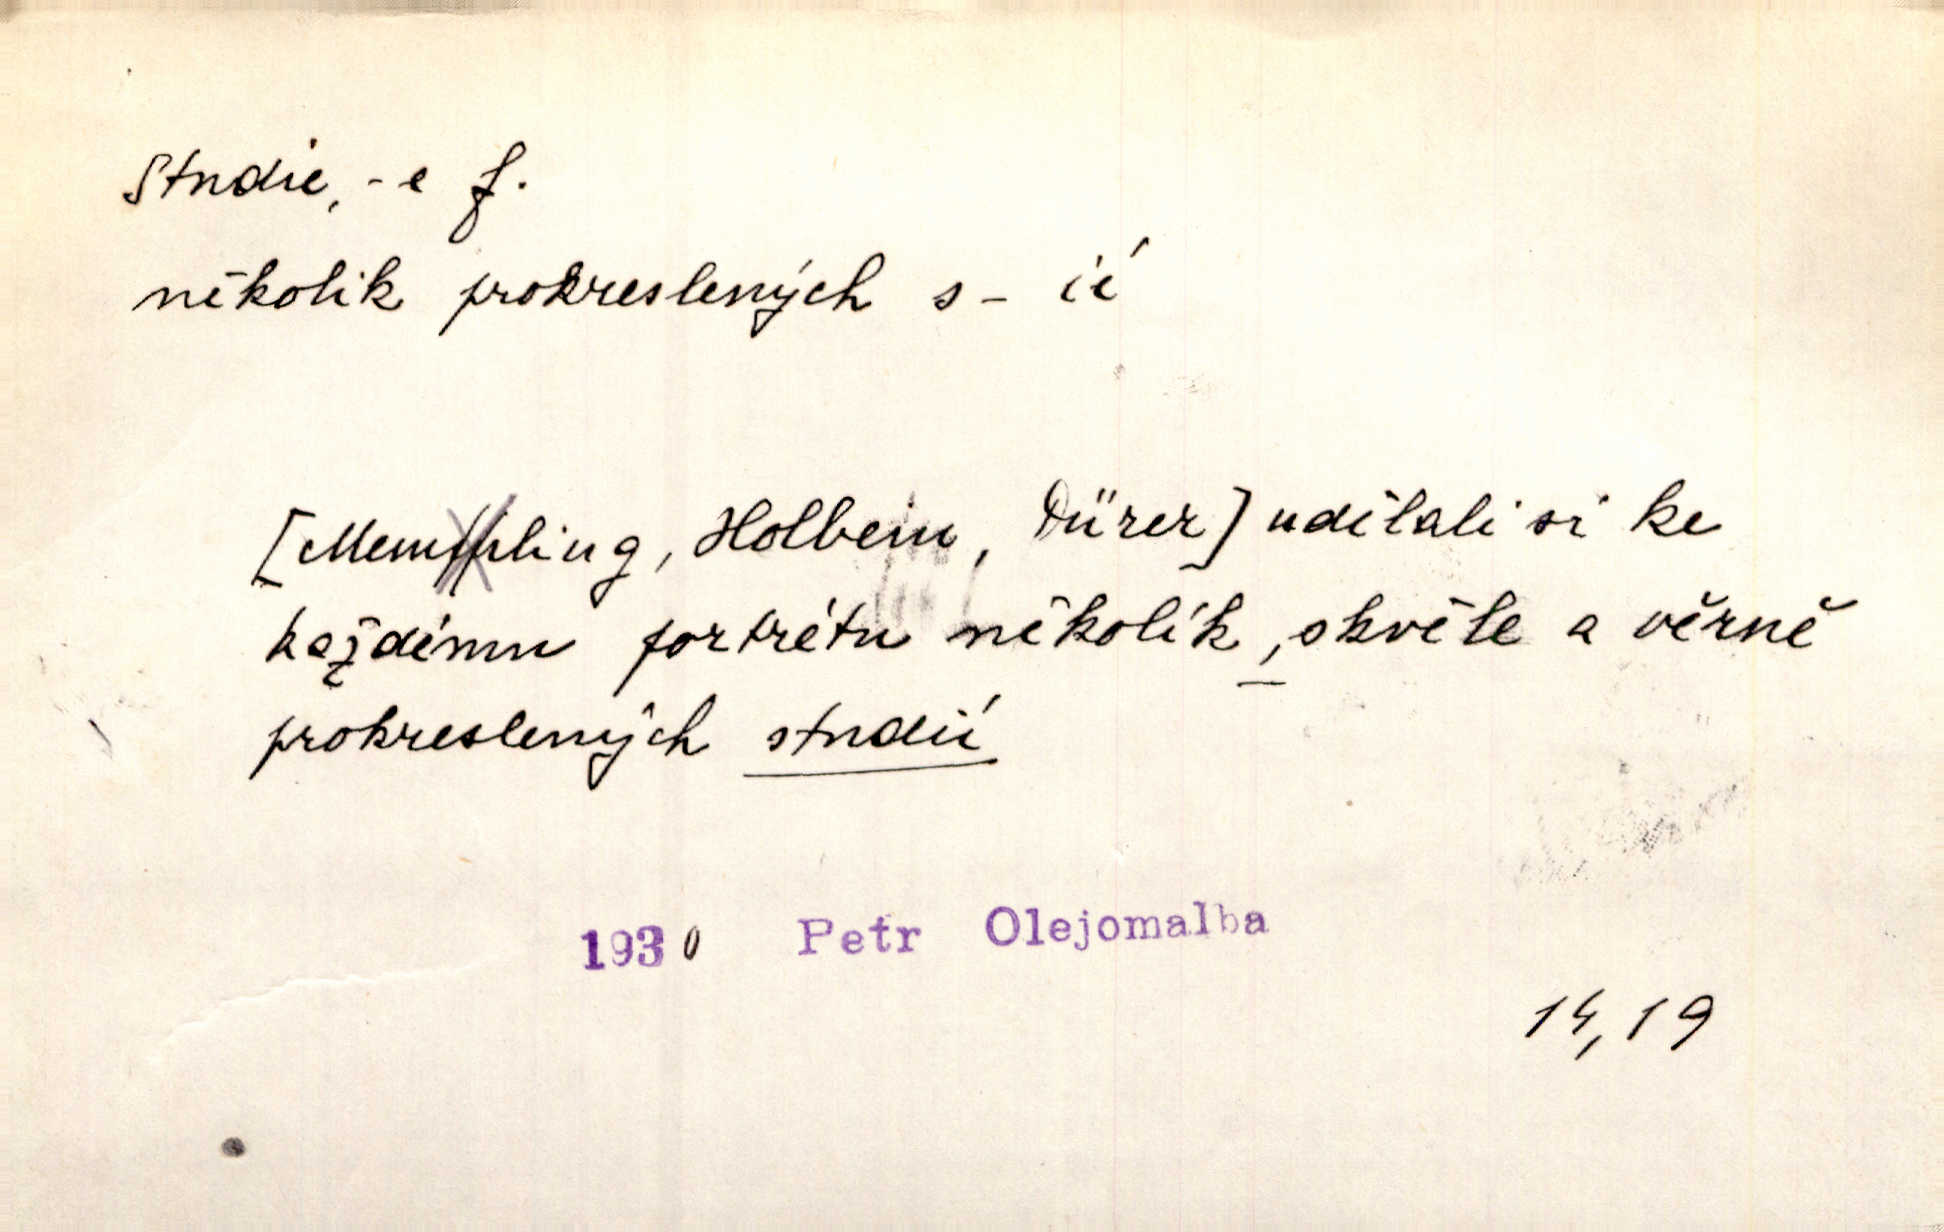 Studie, -e f.
několik prokreslených s- ií
[Memling, Holbein, Dürer] udělali si ke
každému portrétu několik, skvěle a věrně
prokreslených studií
1930 Petr Olejomalba
14, 19